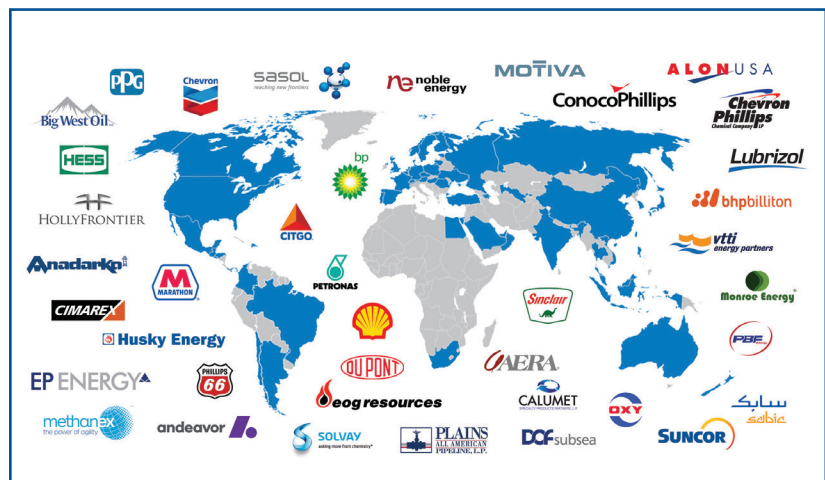 PPG
Chevron
sasol
reaching new frontiers
ne noble
energy
MOTIVA
ALON USA
ConocoPhillips
Chevron
Phillips
Chemical Company LP
Big West Oil
HESS
bp
Lubrizol
HOLLYFRONTIER
bhpbilliton
CITGO
vtti
energy partners
Anadarko
MARATHON
PETRONAS
Sinclair
Monroe Energy
CIMAREX
Husky Energy
PBF
DU PONT
AERA
EP ENERGY
PHILLIPS
66
eog resources
CALUMET
SPECIALTY PRODUCTS PARTNERS, L.P.
OXY
سابك
sabic
methanex
the power of agility
andeavor
SOLVAY
asking more from chemistry®
PLAINS
ALL AMERICAN
PIPELINE, L.P.
DOF subsea
SUNCOR